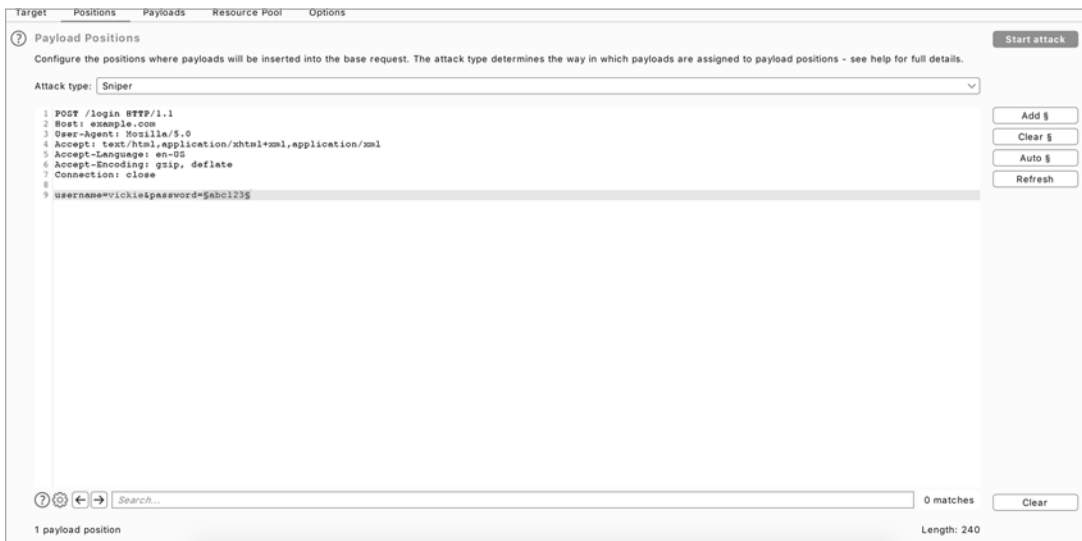 Target Positions Payloads Resource Pool Options
Payload Positions
Start attack
Configure the positions where payloads will be inserted into the base request. The attack type determines the way in which payloads are assigned to payload positions - see help for full details.
Attack type: Sniper
1 POST /login HTTP/1.1
2 Host: example.com
3 User-Agent: Mozilla/5.0
4 Accept: text/html,application/xhtml+xml,application/xml
5 Accept-Language: en-US
6 Accept-Encoding: gzip, deflate
7 Connection: close
8
9 username=vickie&password=§abc123§
Add §
Clear §
Auto §
Refresh
? Search... 0 matches Clear
1 payload position Length: 240